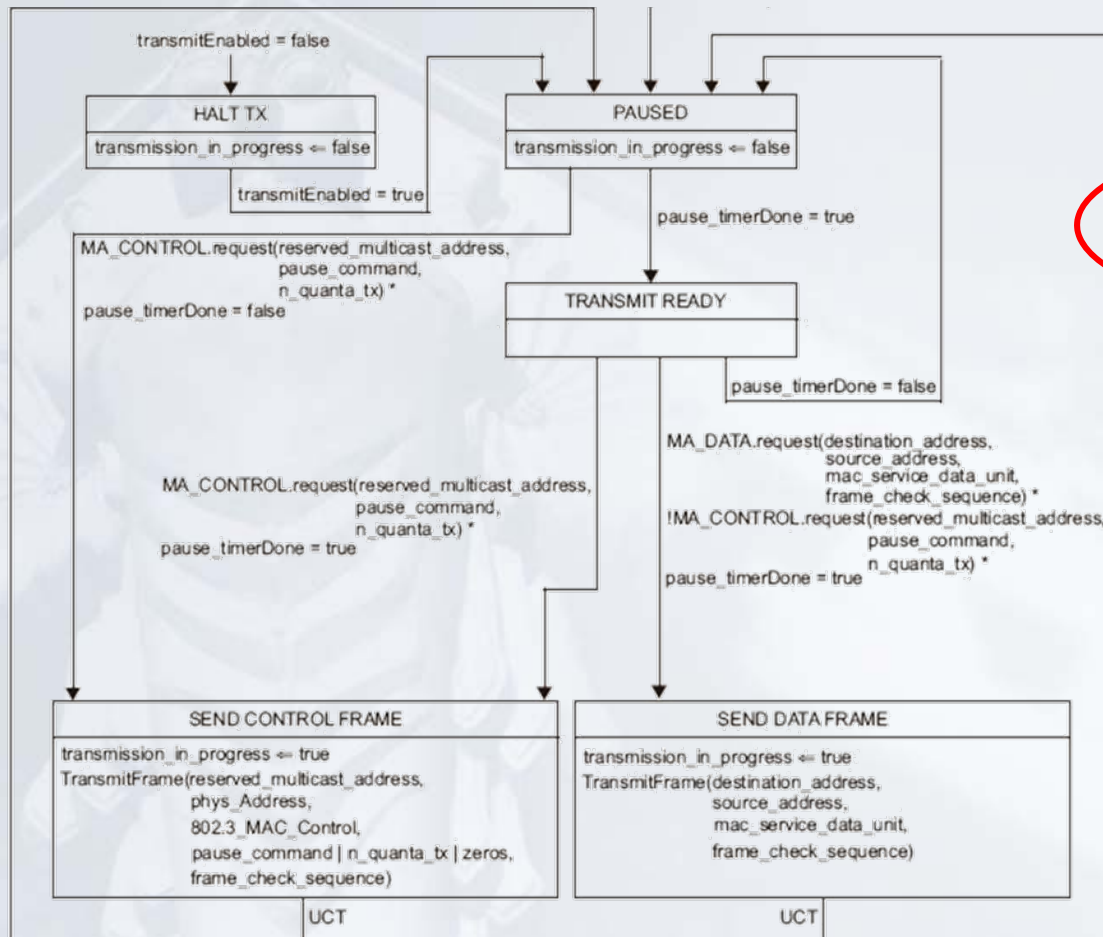 transmitEnabled = false
HALT TX
transmission_in_progress ⇐ false
transmitEnabled = true
PAUSED
transmission_in_progress ⇐ false
pause_timerDone = true
MA_CONTROL.request(reserved_multicast_address,
pause_command,
n_quanta_tx) *
pause_timerDone = false
TRANSMIT READY
pause_timerDone = false
MA_CONTROL.request(reserved_multicast_address,
pause_command,
n_quanta_tx) *
pause_timerDone = true
MA_DATA.request(destination_address,
source_address,
mac_service_data_unit,
frame_check_sequence) *
!MA_CONTROL.request(reserved_multicast_address,
pause_command,
n_quanta_tx) *
pause_timerDone = true
SEND CONTROL FRAME
transmission_in_progress ⇐ true
TransmitFrame(reserved_multicast_address,
phys_Address,
802.3_MAC_Control,
pause_command | n_quanta_tx | zeros,
frame_check_sequence)
UCT
SEND DATA FRAME
transmission_in_progress ⇐ true
TransmitFrame(destination_address,
source_address,
mac_service_data_unit,
frame_check_sequence)
UCT